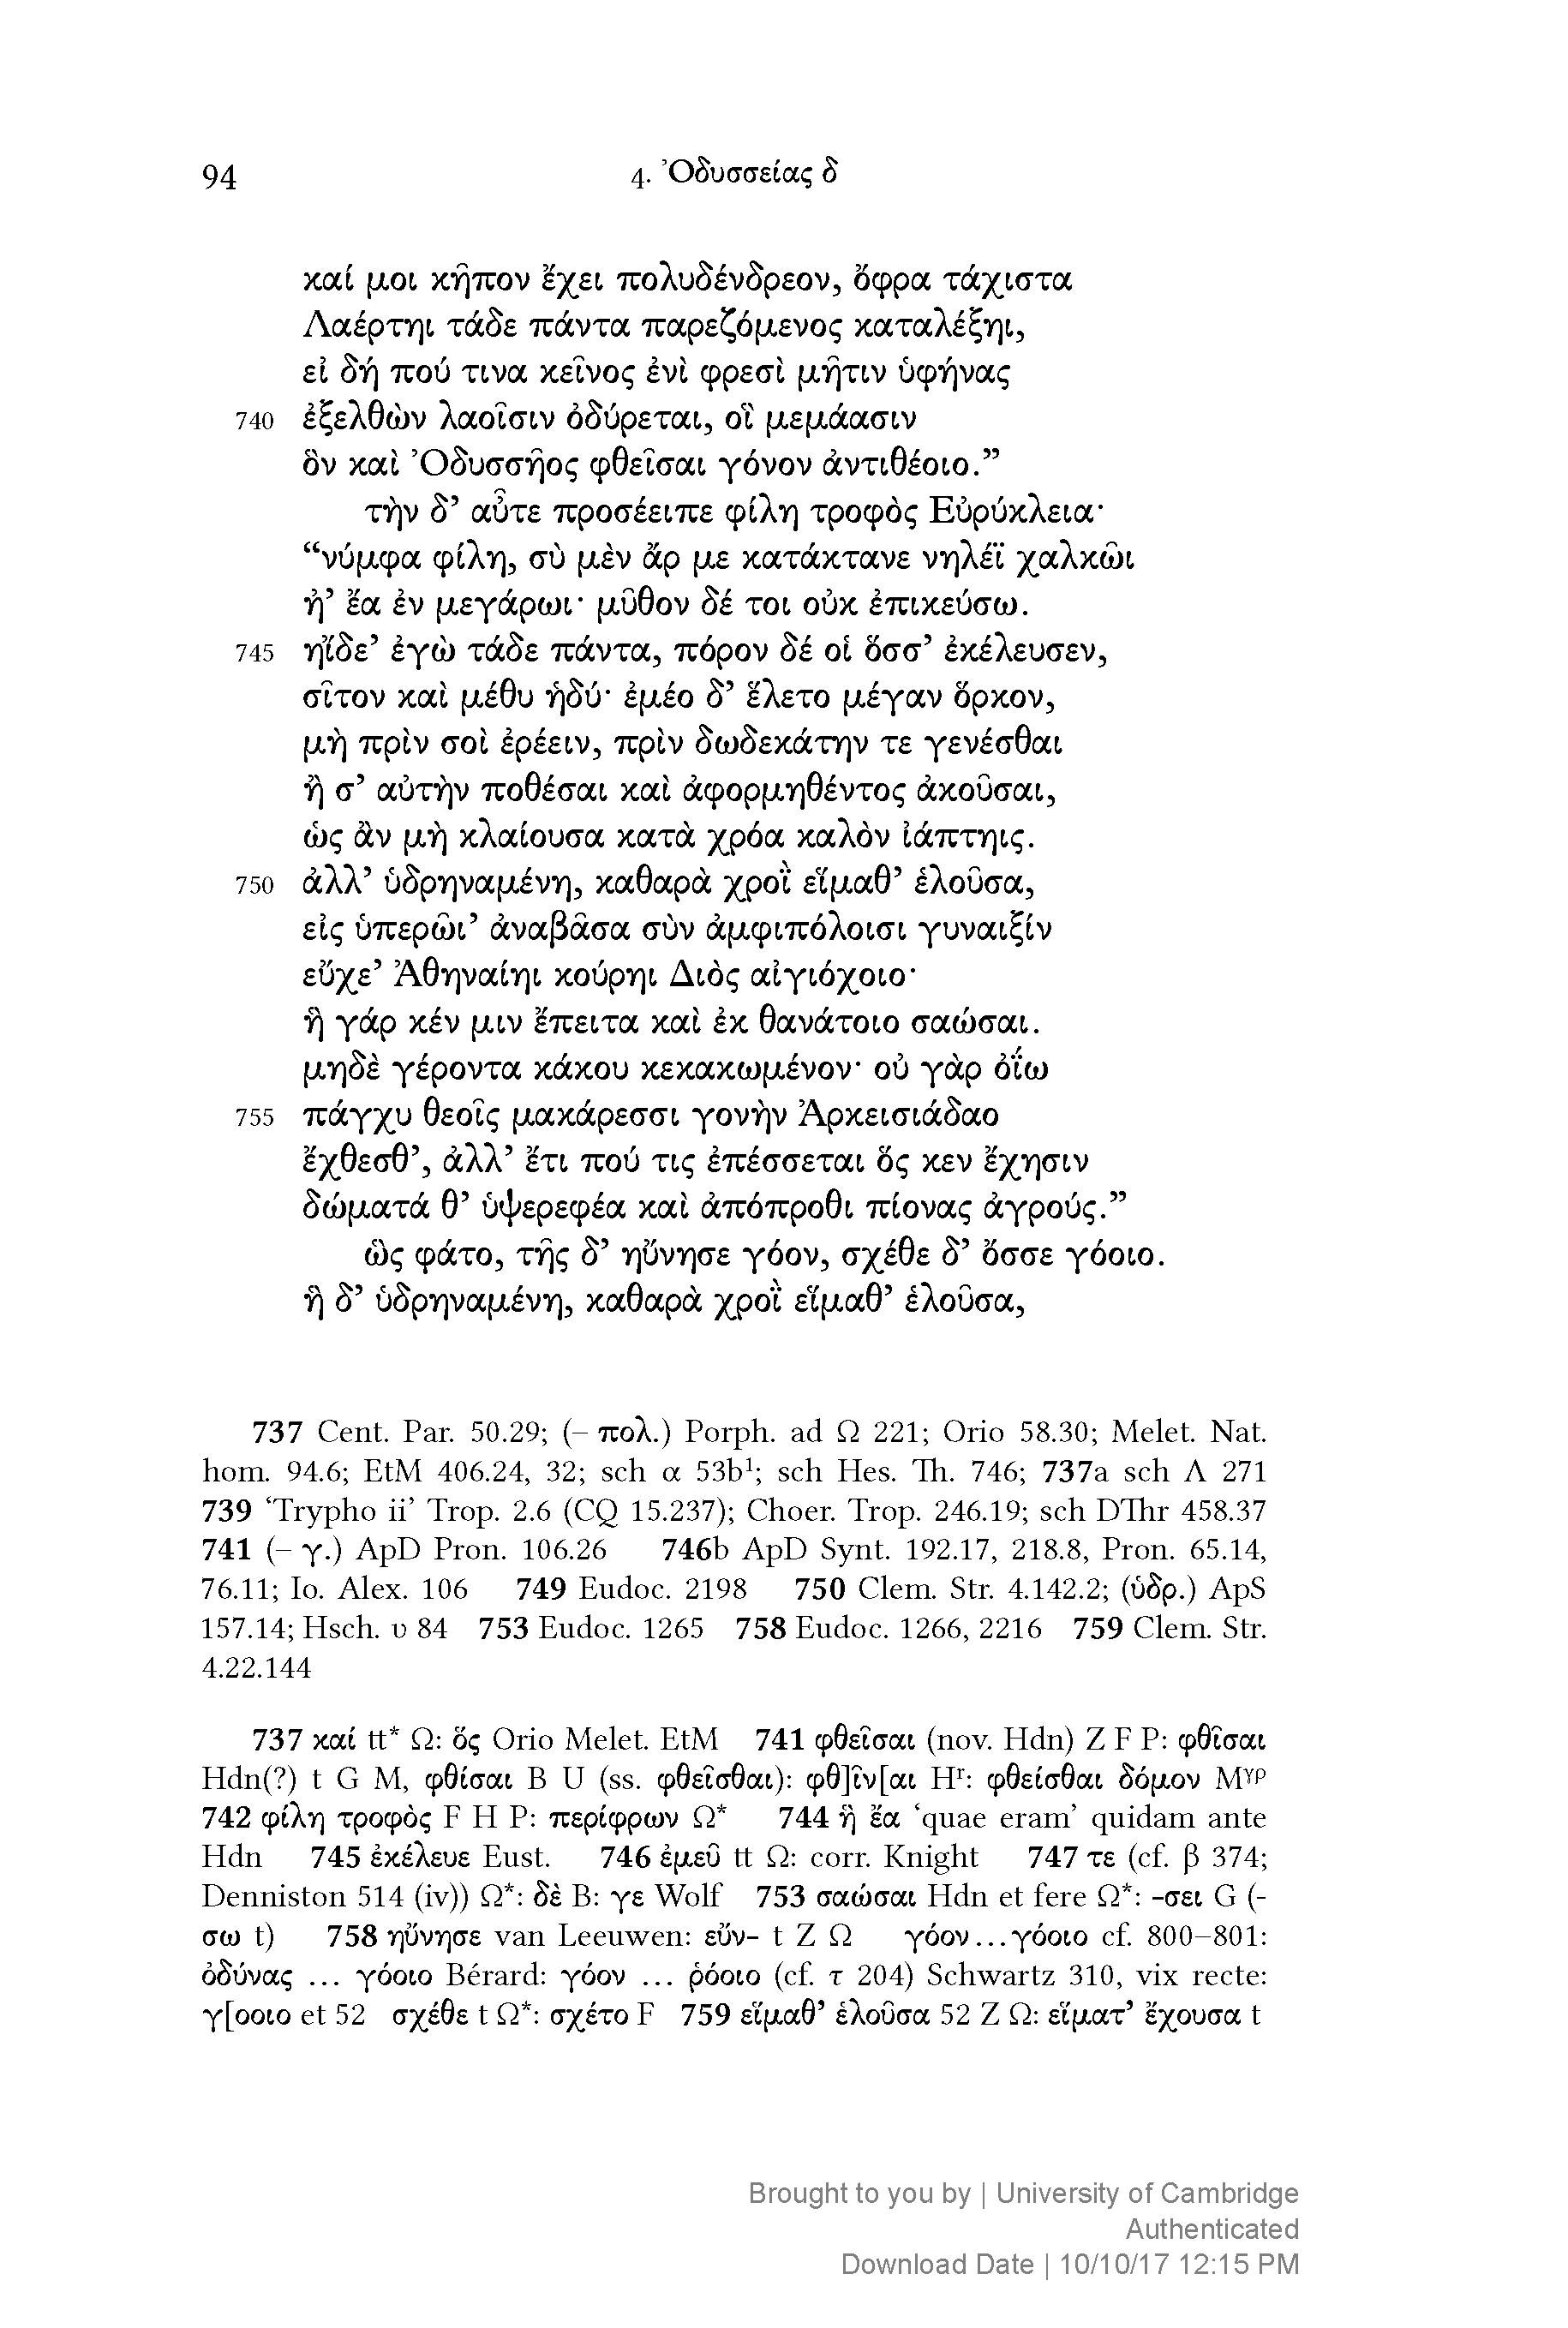 94
4. Ὀδυσσείας δ
καί μοι κῆπον ἔχει πολυδένδρεον, ὄφρα τάχιστα
Λαέρτηι τάδε πάντα παρεζόμενος καταλέξηι,
εἰ δή πού τινα κεῖνος ἐνὶ φρεσὶ μῆτιν ὑφήνας
740 ἐξελθὼν λαοῖσιν ὀδύρεται, οἳ μεμάασιν
ὃν καὶ Ὀδυσσῆος φθεῖσαι γόνον ἀντιθέοιο.”
τὴν δ’ αὖτε προσέειπε φίλη τροφὸς Εὐρύκλεια·
“νύμφα φίλη, σὺ μὲν ἄρ με κατάκτανε νηλέϊ χαλκῶι
ἠ’ ἔα ἐν μεγάρωι· μῦθον δέ τοι οὐκ ἐπικεύσω.
745 ἠΐδε’ ἐγὼ τάδε πάντα, πόρον δέ οἱ ὅσσ’ ἐκέλευσεν,
σῖτον καὶ μέθυ ἡδύ· ἐμέο δ’ ἕλετο μέγαν ὅρκον,
μὴ πρὶν σοὶ ἐρέειν, πρὶν δωδεκάτην τε γενέσθαι
ἢ σ’ αὐτὴν ποθέσαι καὶ ἀφορμηθέντος ἀκοῦσαι,
ὡς ἂν μὴ κλαίουσα κατὰ χρόα καλὸν ἰάπτηις.
750 ἀλλ’ ὑδρηναμένη, καθαρὰ χροῒ εἵμαθ’ ἑλοῦσα,
εἰς ὑπερῶι’ ἀναβᾶσα σὺν ἀμφιπόλοισι γυναιξίν
εὔχε’ Ἀθηναίηι κούρηι Διὸς αἰγιόχοιο·
ἣ γάρ κέν μιν ἔπειτα καὶ ἐκ θανάτοιο σαώσαι.
μηδὲ γέροντα κάκου κεκακωμένον· οὐ γὰρ ὀΐω
755 πάγχυ θεοῖς μακάρεσσι γονὴν Ἀρκεισιάδαο
ἔχθεσθ’, ἀλλ’ ἔτι πού τις ἐπέσσεται ὅς κεν ἔχησιν
δώματά θ’ ὑψερεφέα καὶ ἀπόπροθι πίονας ἀγρούς.”
ὣς φάτο, τῆς δ’ ηὔνησε γόον, σχέθε δ’ ὄσσε γόοιο.
ἣ δ’ ὑδρηναμένη, καθαρὰ χροῒ εἵμαθ’ ἑλοῦσα,
737 Cent. Par. 50.29; (– πολ.) Porph. ad Ω 221; Orio 58.30; Melet. Nat.
hom. 94.6; EtM 406.24, 32; sch α 53b¹; sch Hes. Th. 746; 737a sch Λ 271
739 ‘Trypho ii’ Trop. 2.6 (CQ 15.237); Choer. Trop. 246.19; sch DThr 458.37
741 (– γ.) ApD Pron. 106.26 746b ApD Synt. 192.17, 218.8, Pron. 65.14,
76.11; Io. Alex. 106 749 Eudoc. 2198 750 Clem. Str. 4.142.2; (ὑδρ.) ApS
157.14; Hsch. υ 84 753 Eudoc. 1265 758 Eudoc. 1266, 2216 759 Clem. Str.
4.22.144
737 καί tt* Ω: ὅς Orio Melet. EtM 741 φθεῖσαι (nov. Hdn) Z F P: φθῖσαι
Hdn(?) t G M, φθίσαι B U (ss. φθεῖσθαι): φθ]ῖν[αι Hʳ: φθείσθαι δόμον Mᵞᵖ
742 φίλη τροφὸς F H P: περίφρων Ω* 744 ἣ ἔα ‘quae eram’ quidam ante
Hdn 745 ἐκέλευε Eust. 746 ἐμεῦ tt Ω: corr. Knight 747 τε (cf. β 374;
Denniston 514 (iv)) Ω*: δὲ B: γε Wolf 753 σαώσαι Hdn et fere Ω*: -σει G (-
σω t) 758 ηὔνησε van Leeuwen: εὔν- t Z Ω γόον...γόοιο cf. 800–801:
ὀδύνας ... γόοιο Bérard: γόον ... ῥόοιο (cf. τ 204) Schwartz 310, vix recte:
γ[οοιο et 52 σχέθε t Ω*: σχέτο F 759 εἵμαθ’ ἑλοῦσα 52 Z Ω: εἵματ’ ἔχουσα t
Brought to you by | University of Cambridge
Authenticated
Download Date | 10/10/17 12:15 PM